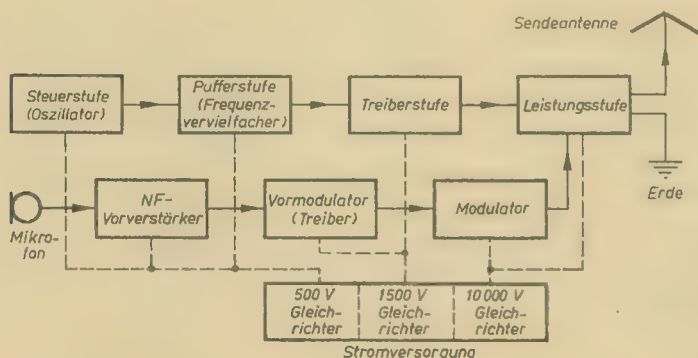 Sendeantenne
Steuerstufe
(Oszillator)
Pufferstufe
(Frequenz-
vervielfacher)
Treiberstufe
Leistungsstufe
Erde
Mikro-
fon
NF-
Vorverstärker
Vormodulator
(Treiber)
Modulator
500 V
Gleich-
richter
1500 V
Gleich-
richter
10 000 V
Gleich-
richter
Stromversorgung